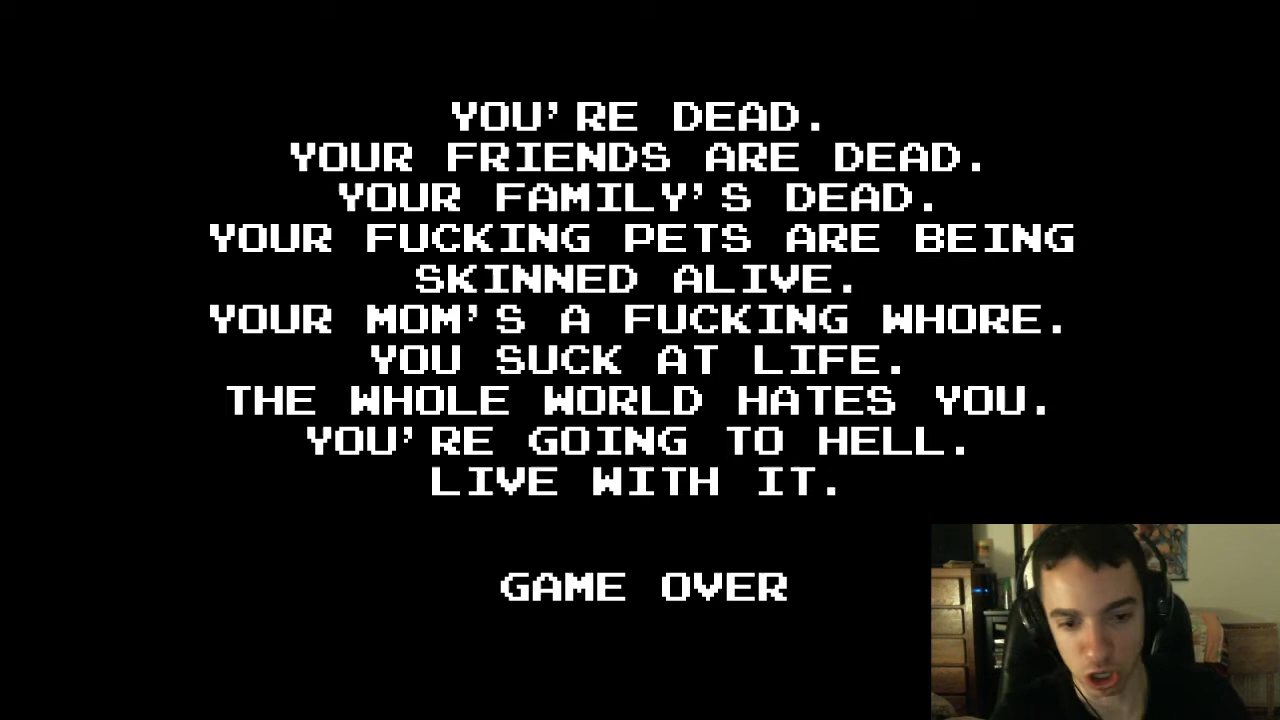 YOU'RE DEAD.
YOUR FRIENDS ARE DEAD.
YOUR FAMILY'S DEAD.
YOUR FUCKING PETS ARE BEING
SKINNED ALIVE.
YOUR MOM'S A FUCKING WHORE.
YOU SUCK AT LIFE.
THE WHOLE WORLD HATES YOU.
YOU'RE GOING TO HELL.
LIVE WITH IT.
GAME OVER